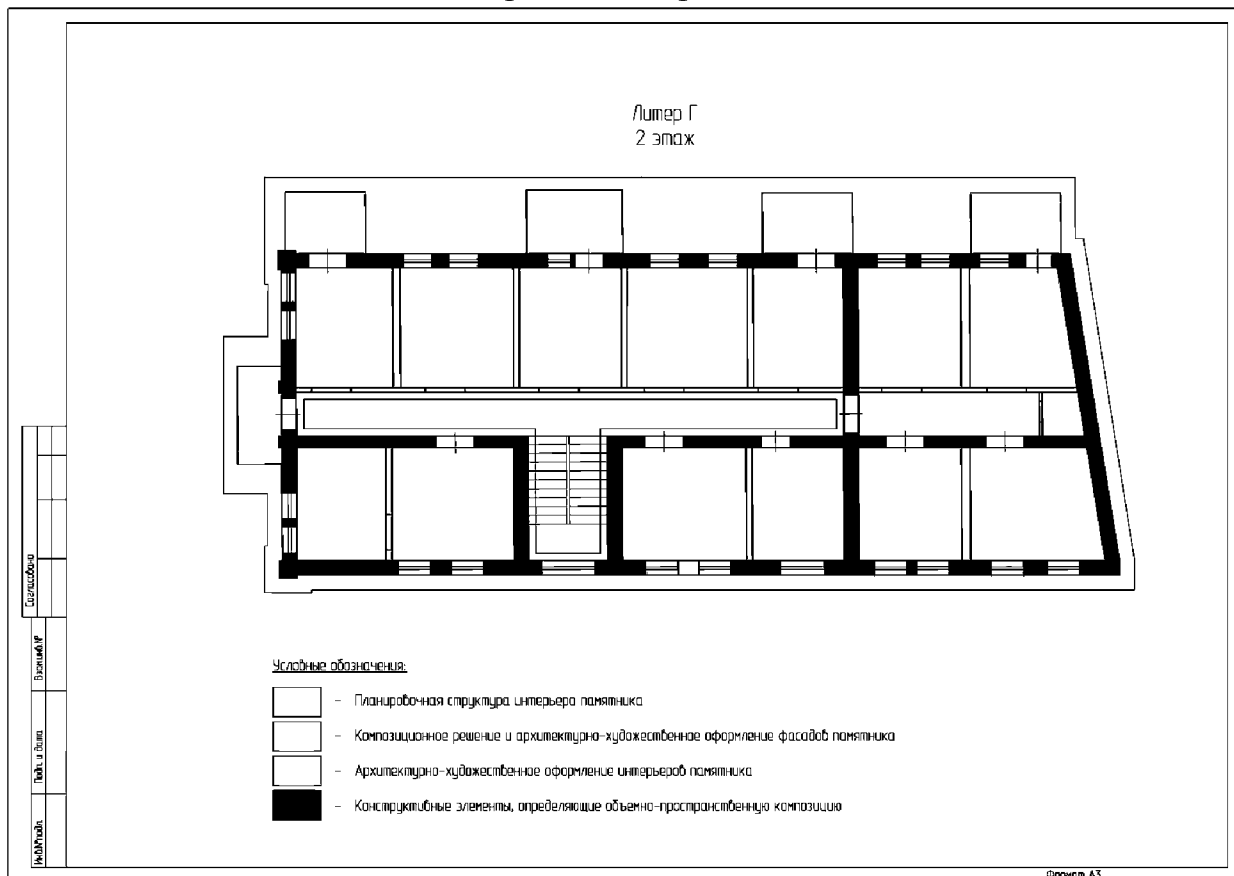 Литер Г
2 этаж
Условные обозначения:
- Планировочная структура интерьера памятника
- Композиционное решение и архитектурно-художественное оформление фасадов памятника
- Архитектурно-художественное оформление интерьеров памятника
- Конструктивные элементы, определяющие объемно-пространственную композицию
Согласовано
Взам.инв.№
Подп. и дата
Инв.№подл.
Формат А3